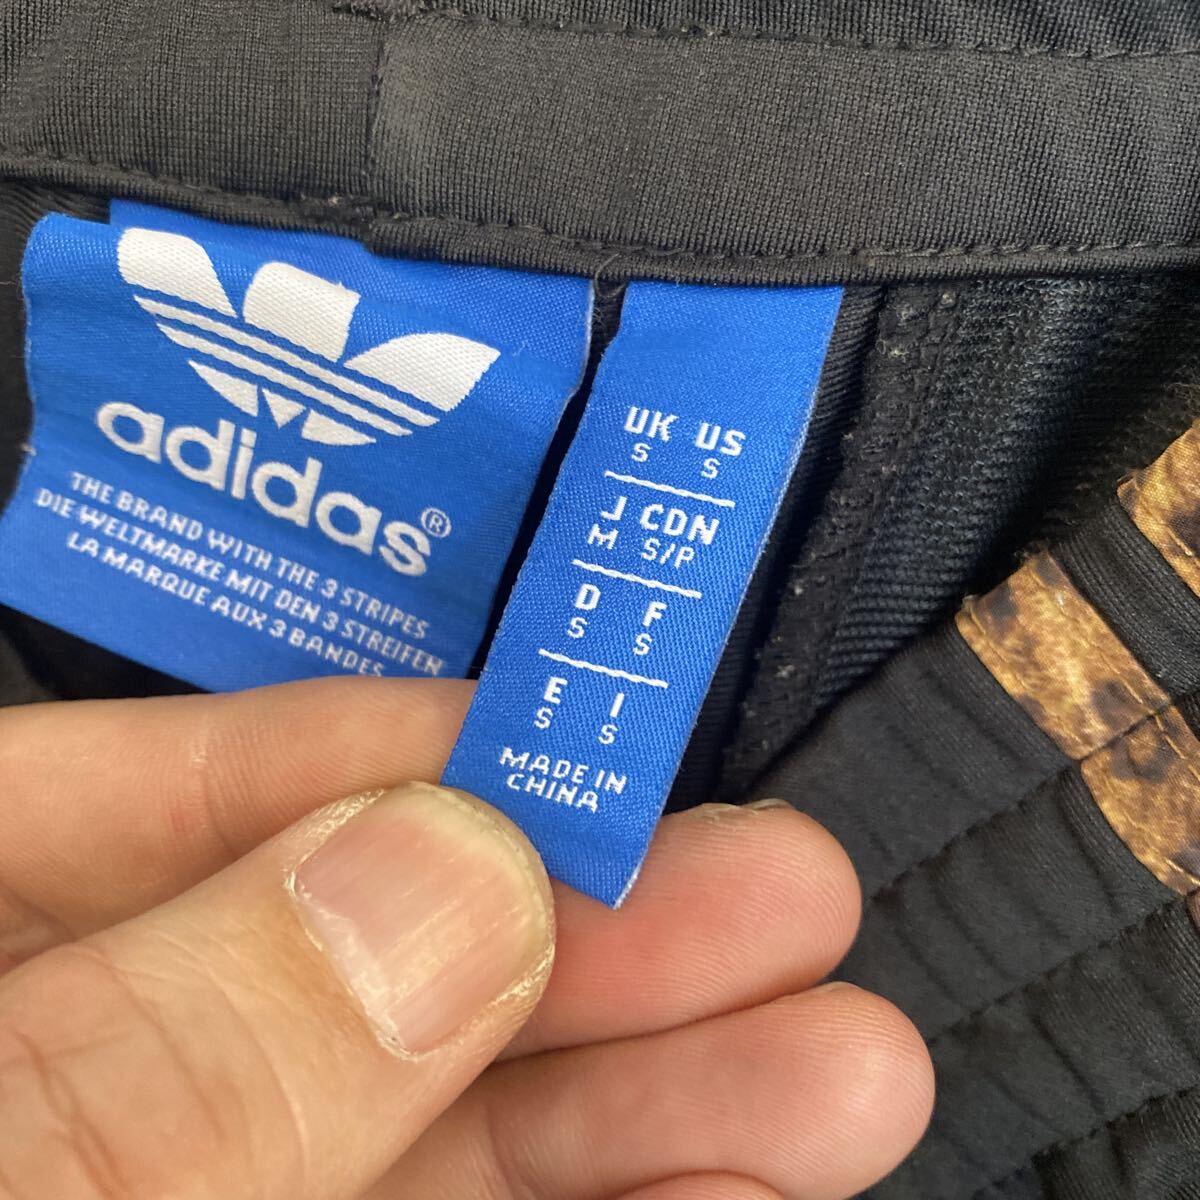 adidas®
THE BRAND WITH THE 3 STRIPES
DIE WELTMARKE MIT DEN 3 STREIFEN
LA MARQUE AUX 3 BANDES
UK US
S S
J CDN
M S/P
D F
S S
E I
S S
MADE IN
CHINA